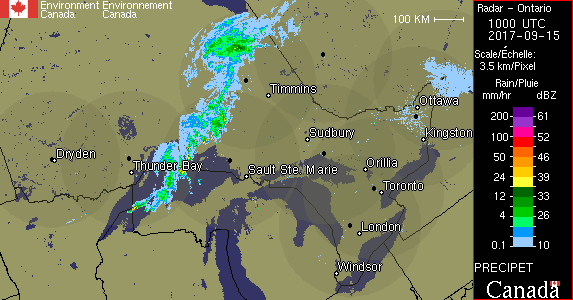 Environment Environnement
Canada Canada
100 KM
Timmins
Ottawa
Sudbury
Kingston
Dryden
Thunder Bay
Sault Ste. Marie
Orillia
Toronto
London
Windsor
Radar - Ontario
1000 UTC
2017-09-15
Scale/Échelle:
3.5 km/Pixel
Rain/Pluie
mm/hr dBZ
200 61
100 52
50 46
24 39
12 33
4 26
0.1 10
PRECIPET
Canada